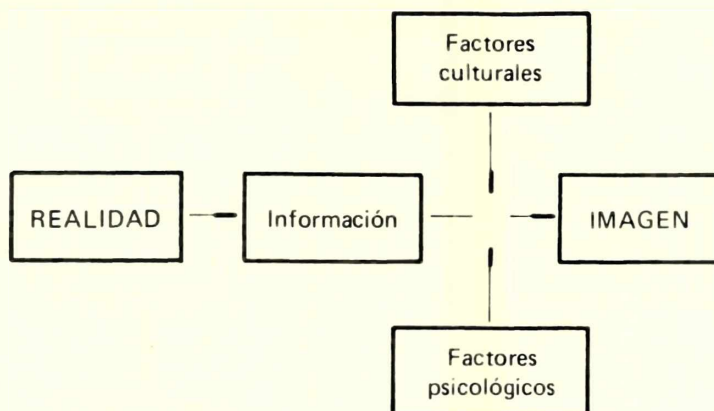 Factores
culturales
REALIDAD
Información
IMAGEN
Factores
psicológicos